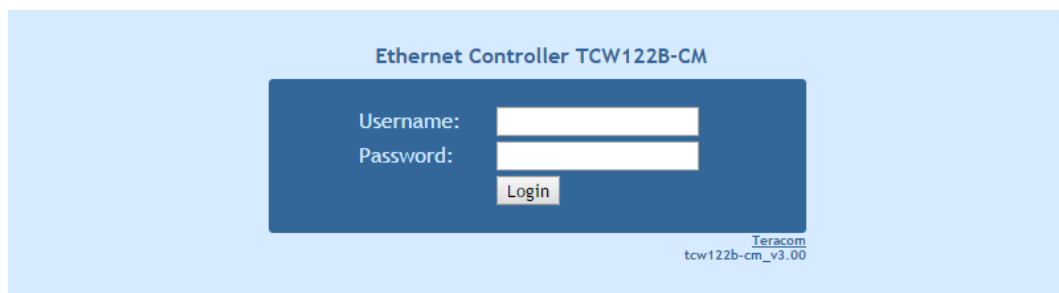 Ethernet Controller TCW122B-CM
Username:
Password:
Login
Teracom
tcw122b-cm_v3.00